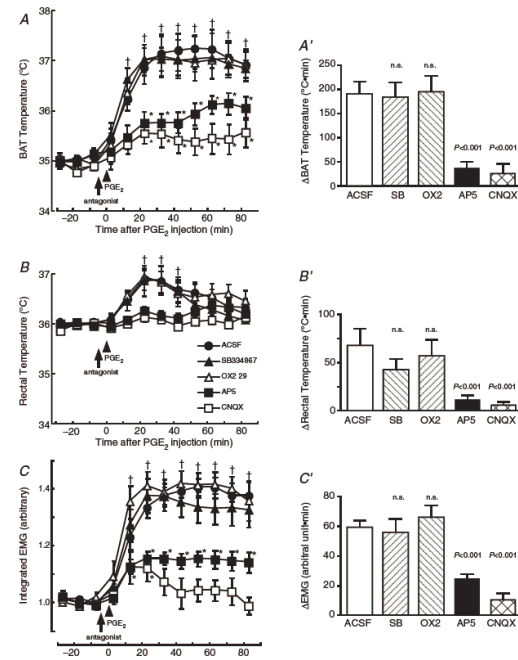 A
BAT Temperature (°C)
38
37
36
35
34
†
†
†
†
†
†
†
†
*
*
*
*
*
*
*
*
*
*
*
*
*
PGE2
antagonist
−20 0 20 40 60 80
Time after PGE2 injection (min)
A'
ΔBAT Temperature (°C•min)
250
200
150
100
50
0
n.s.
n.s.
P<0.001
P<0.001
ACSF SB OX2 AP5 CNQX
B
Rectal Temperature (°C)
37
36
35
34
†
†
†
PGE2
antagonist
ACSF
SB334867
OX2 29
AP5
CNQX
−20 0 20 40 60 80
Time after PGE2 injection (min)
B'
ΔRectal Temperature (°C•min)
100
50
0
n.s.
n.s.
P<0.001
P<0.001
ACSF SB OX2 AP5 CNQX
C
Integrated EMG (arbitrary)
1.4
1.2
1.0
†
†
†
†
†
†
†
†
*
*
*
*
*
*
*
*
PGE2
antagonist
−20 0 20 40 60 80
C'
ΔEMG (arbitral unit•min)
80
60
40
20
0
n.s.
n.s.
P<0.001
P<0.001
ACSF SB OX2 AP5 CNQX